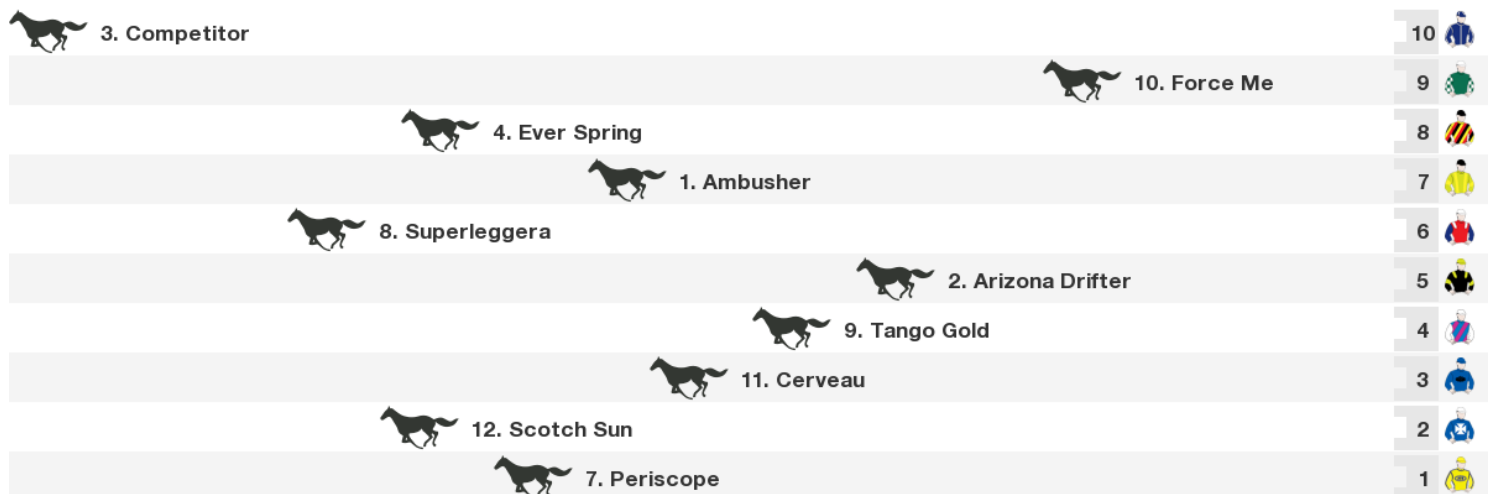 3. Competitor 10
10. Force Me 9
4. Ever Spring 8
1. Ambusher 7
8. Superleggera 6
2. Arizona Drifter 5
9. Tango Gold 4
11. Cerveau 3
12. Scotch Sun 2
7. Periscope 1